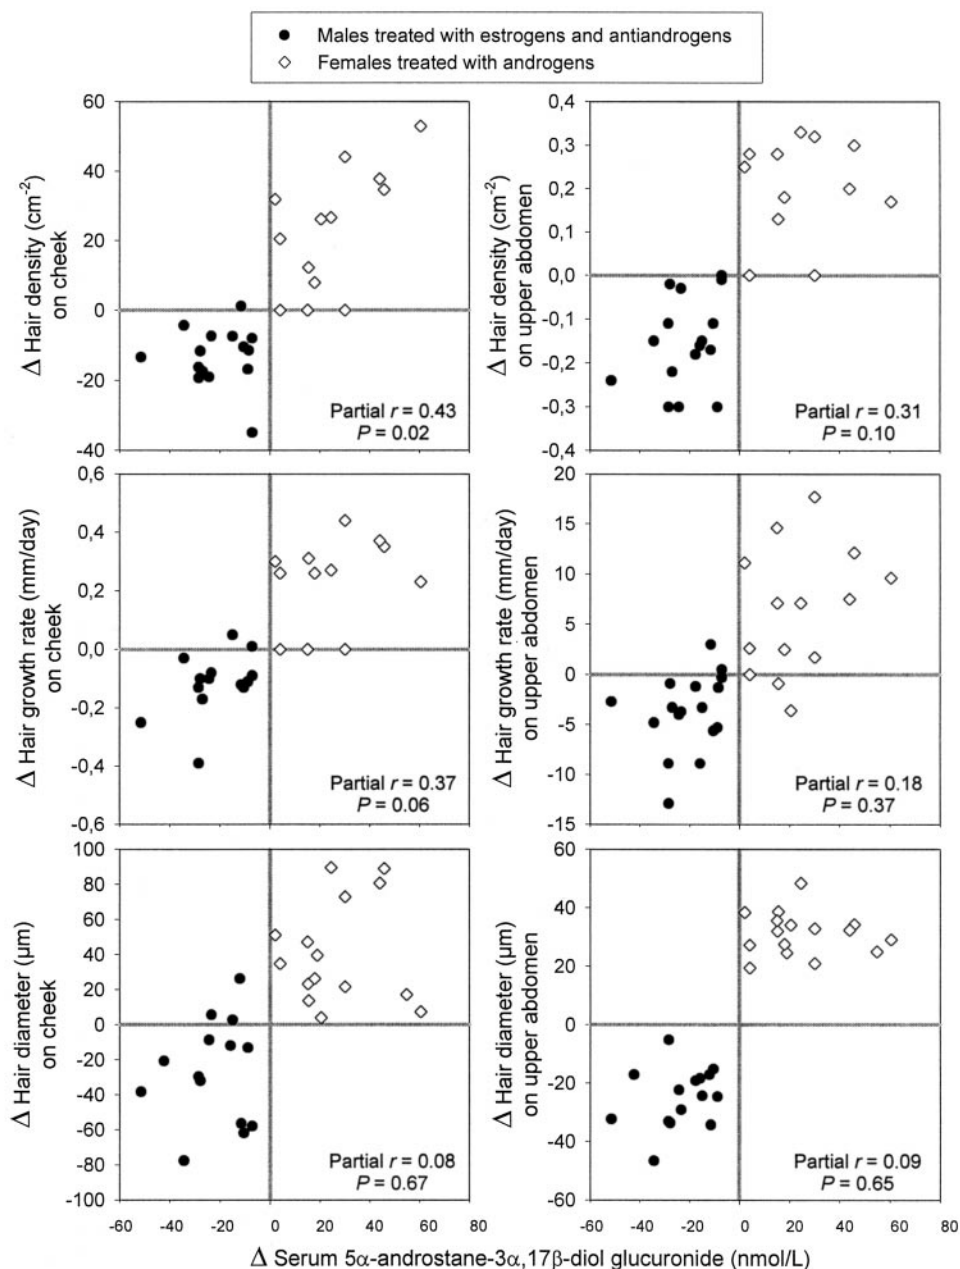 Males treated with estrogens and antiandrogens
Females treated with androgens
60
40
20
0
-20
-40
Δ Hair density (cm-2)
on cheek
Partial r = 0.43
P = 0.02
0,4
0,3
0,2
0,1
0,0
-0,1
-0,2
-0,3
-0,4
Δ Hair density (cm-2)
on upper abdomen
Partial r = 0.31
P = 0.10
0,6
0,4
0,2
0,0
-0,2
-0,4
-0,6
Δ Hair growth rate (mm/day)
on cheek
Partial r = 0.37
P = 0.06
20
15
10
5
0
-5
-10
-15
Δ Hair growth rate (mm/day)
on upper abdomen
Partial r = 0.18
P = 0.37
100
80
60
40
20
0
-20
-40
-60
-80
-100
Δ Hair diameter (μm)
on cheek
Partial r = 0.08
P = 0.67
-60 -40 -20 0 20 40 60 80
60
40
20
0
-20
-40
-60
Δ Hair diameter (μm)
on upper abdomen
Partial r = 0.09
P = 0.65
-60 -40 -20 0 20 40 60 80
Δ Serum 5α-androstane-3α,17β-diol glucuronide (nmol/L)